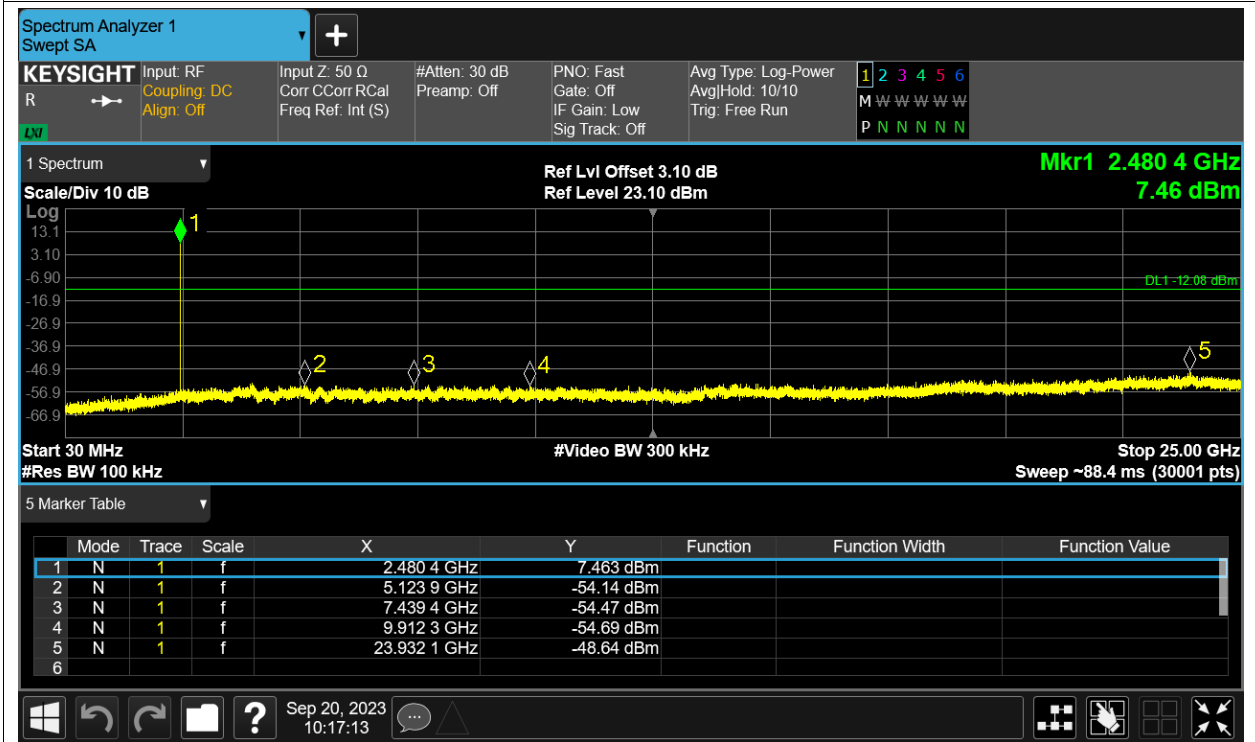 Spectrum Analyzer 1
Swept SA
+
KEYSIGHT Input: RF Input Z: 50 Ω #Atten: 30 dB PNO: Fast Avg Type: Log-Power 1 2 3 4 5 6
R Coupling: DC Corr CCorr RCal Preamp: Off Gate: Off Avg|Hold: 10/10 M W W W W W
Align: Off Freq Ref: Int (S) IF Gain: Low Trig: Free Run
LXI Sig Track: Off P N N N N N
1 Spectrum Ref Lvl Offset 3.10 dB Mkr1 2.480 4 GHz
Scale/Div 10 dB Ref Level 23.10 dBm 7.46 dBm
Log
1
13.1
3.10
-6.90
DL1 -12.08 dBm
-16.9
-26.9
-36.9
2 3 4 5
-46.9
-56.9
-66.9
Start 30 MHz #Video BW 300 kHz Stop 25.00 GHz
#Res BW 100 kHz Sweep ~88.4 ms (30001 pts)
5 Marker Table
Mode Trace Scale X Y Function Function Width Function Value
1 N 1 f 2.480 4 GHz 7.463 dBm
2 N 1 f 5.123 9 GHz -54.14 dBm
3 N 1 f 7.439 4 GHz -54.47 dBm
4 N 1 f 9.912 3 GHz -54.69 dBm
5 N 1 f 23.932 1 GHz -48.64 dBm
6
? Sep 20, 2023
10:17:13